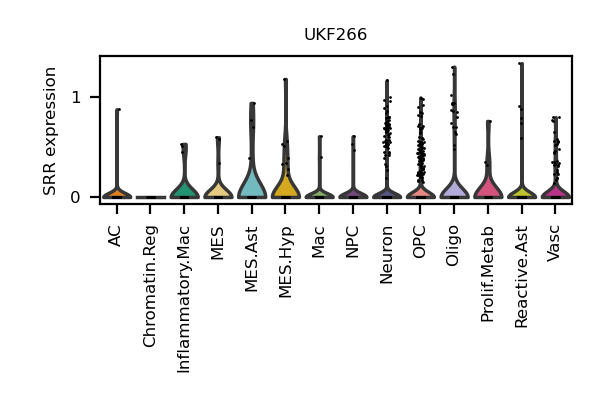 UKF266
SRR expression
1
0
AC
Chromatin.Reg
Inflammatory.Mac
MES
MES.Ast
MES.Hyp
Mac
NPC
Neuron
OPC
Oligo
Prolif.Metab
Reactive.Ast
Vasc